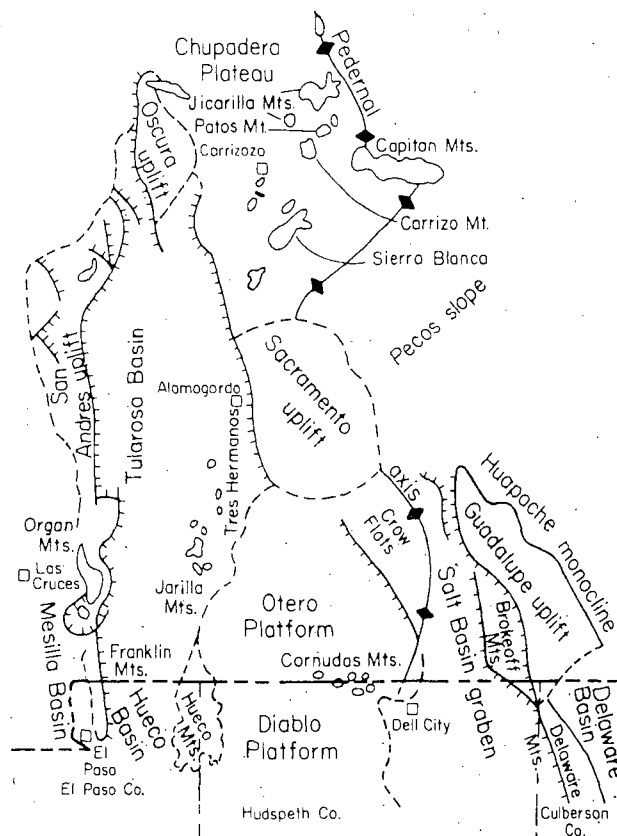 Chupadera
Plateau
Pedernal
Jicarilla Mts.
Patos Mt.
Carrizozo
Oscura
uplift
Capitan Mts.
Carrizo Mt.
Sierra Blanca
Pecos slope
San
Andres uplift
Tularosa Basin
Sacramento
uplift
Alamogordo
Tres Hermanos
axis
Crow
Flats
Huapache monocline
Guadalupe uplift
Organ
Mts.
Las
Cruces
Jarilla
Mts.
Otero
Platform
Salt Basin graben
Brokeoff
Mts.
Mesilla Basin
Franklin
Mts.
Cornudas Mts.
Hueco
Basin
Hueco
Mts.
Diablo
Platform
Dell City
Delaware
Basin
Delaware
Mts.
El
Paso
El Paso Co.
Hudspeth Co.
Culberson
Co.